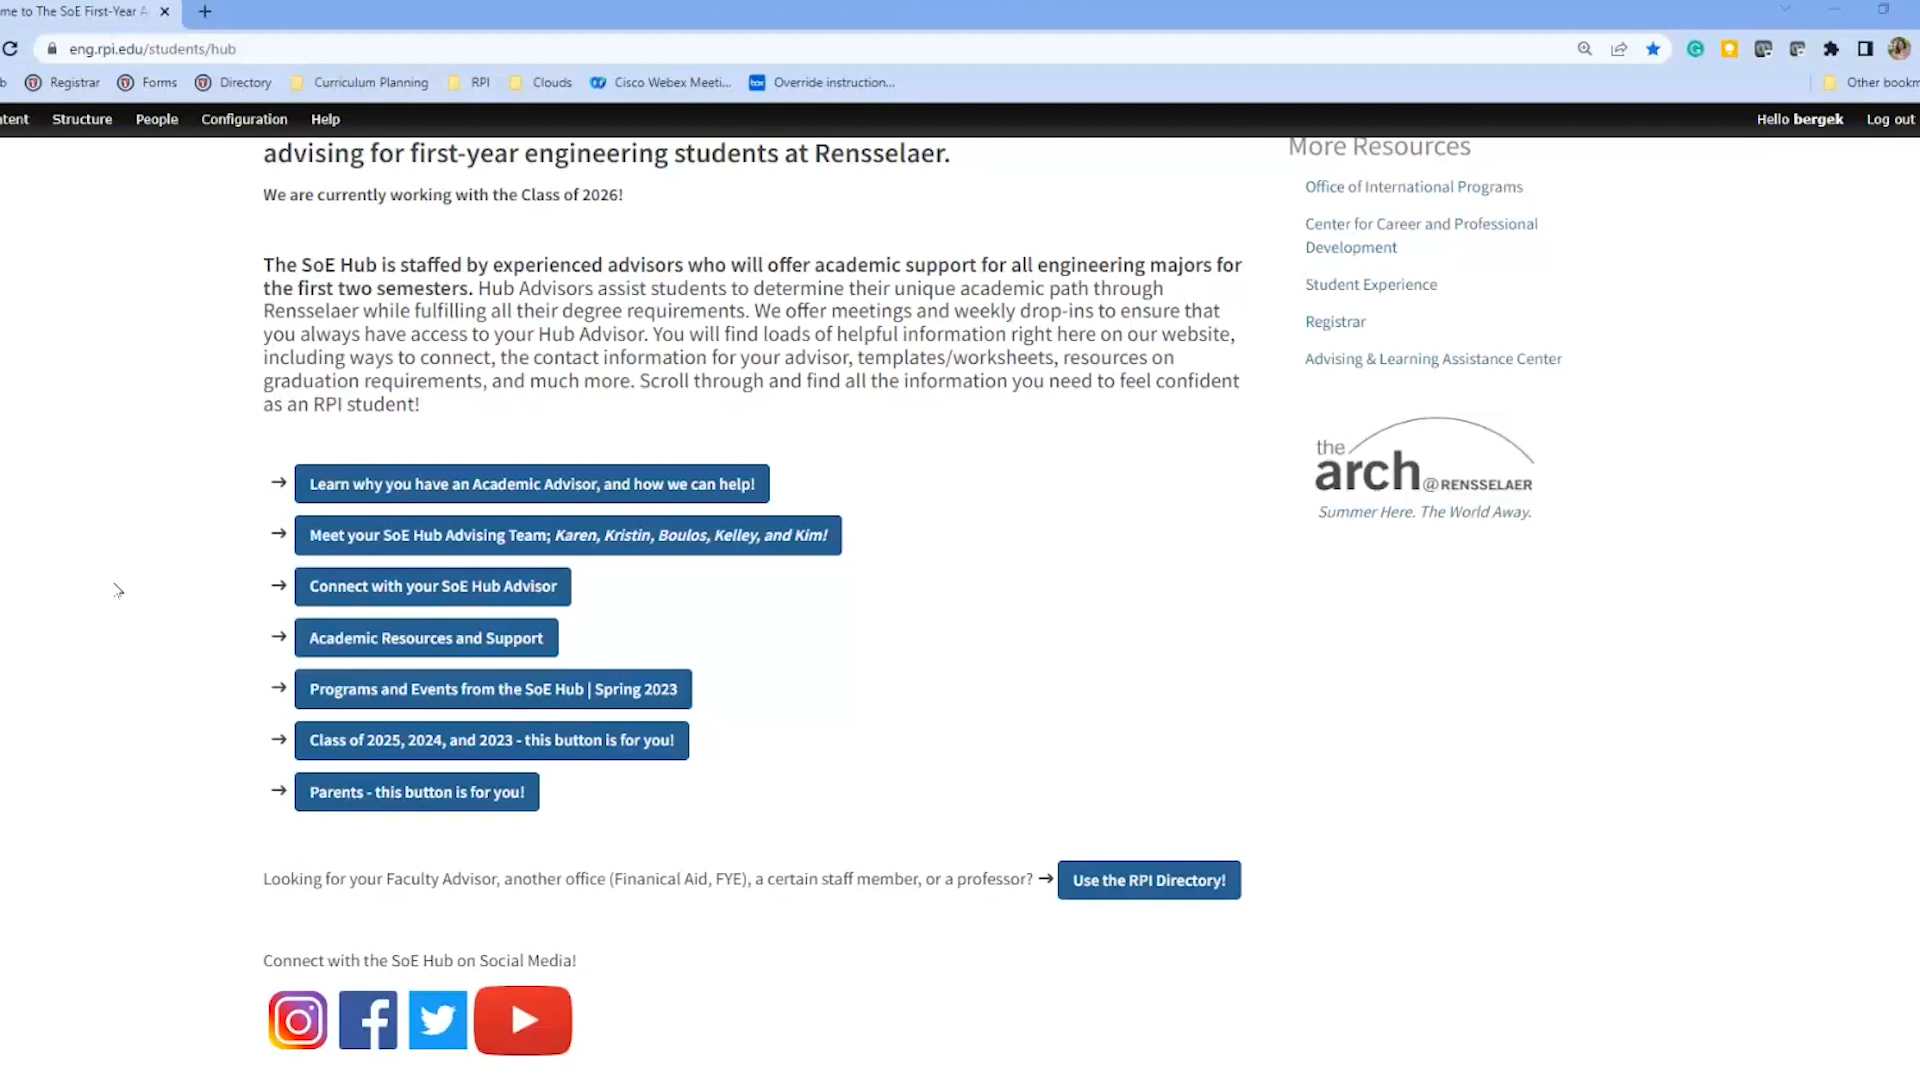 me to The SoE First-Year A
eng.rpi.edu/students/hub
b Registrar Forms Directory Curriculum Planning RPI Clouds Cisco Webex Meeti... box Override instruction... Other bookm
tent Structure People Configuration Help Hello bergek Log out
advising for first-year engineering students at Rensselaer.
We are currently working with the Class of 2026!
The SoE Hub is staffed by experienced advisors who will offer academic support for all engineering majors for
the first two semesters. Hub Advisors assist students to determine their unique academic path through
Rensselaer while fulfilling all their degree requirements. We offer meetings and weekly drop-ins to ensure that
you always have access to your Hub Advisor. You will find loads of helpful information right here on our website,
including ways to connect, the contact information for your advisor, templates/worksheets, resources on
graduation requirements, and much more. Scroll through and find all the information you need to feel confident
as an RPI student!
→ Learn why you have an Academic Advisor, and how we can help!
→ Meet your SoE Hub Advising Team; Karen, Kristin, Boulos, Kelley, and Kim!
→ Connect with your SoE Hub Advisor
→ Academic Resources and Support
→ Programs and Events from the SoE Hub | Spring 2023
→ Class of 2025, 2024, and 2023 - this button is for you!
→ Parents - this button is for you!
Looking for your Faculty Advisor, another office (Finanical Aid, FYE), a certain staff member, or a professor? → Use the RPI Directory!
Connect with the SoE Hub on Social Media!
More Resources
Office of International Programs
Center for Career and Professional
Development
Student Experience
Registrar
Advising & Learning Assistance Center
the
arch@RENSSELAER
Summer Here. The World Away.